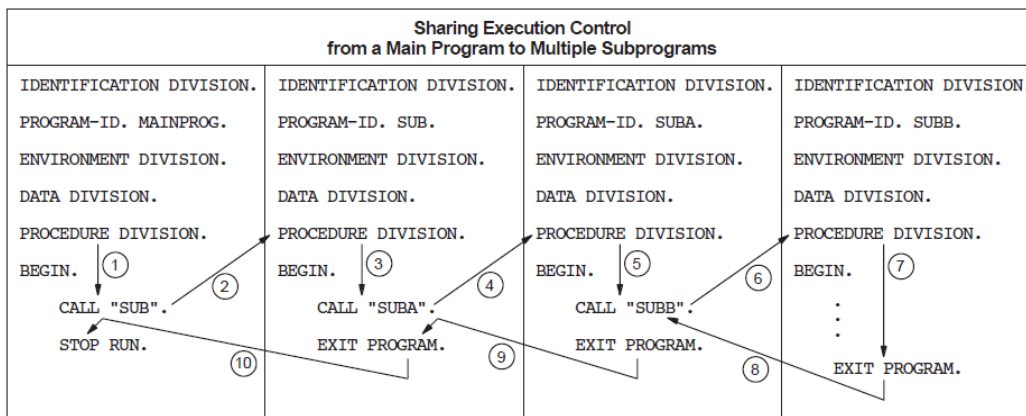 Sharing Execution Control
from a Main Program to Multiple Subprograms
IDENTIFICATION DIVISION.
PROGRAM-ID. MAINPROG.
ENVIRONMENT DIVISION.
DATA DIVISION.
PROCEDURE DIVISION.
1
2
BEGIN.
CALL "SUB".
STOP RUN.
10
IDENTIFICATION DIVISION.
PROGRAM-ID. SUB.
ENVIRONMENT DIVISION.
DATA DIVISION.
PROCEDURE DIVISION.
3
4
BEGIN.
CALL "SUBA".
EXIT PROGRAM.
9
IDENTIFICATION DIVISION.
PROGRAM-ID. SUBA.
ENVIRONMENT DIVISION.
DATA DIVISION.
PROCEDURE DIVISION.
5
6
BEGIN.
CALL "SUBB".
EXIT PROGRAM.
8
IDENTIFICATION DIVISION.
PROGRAM-ID. SUBB.
ENVIRONMENT DIVISION.
DATA DIVISION.
PROCEDURE DIVISION.
7
BEGIN.
.
.
.
EXIT PROGRAM.